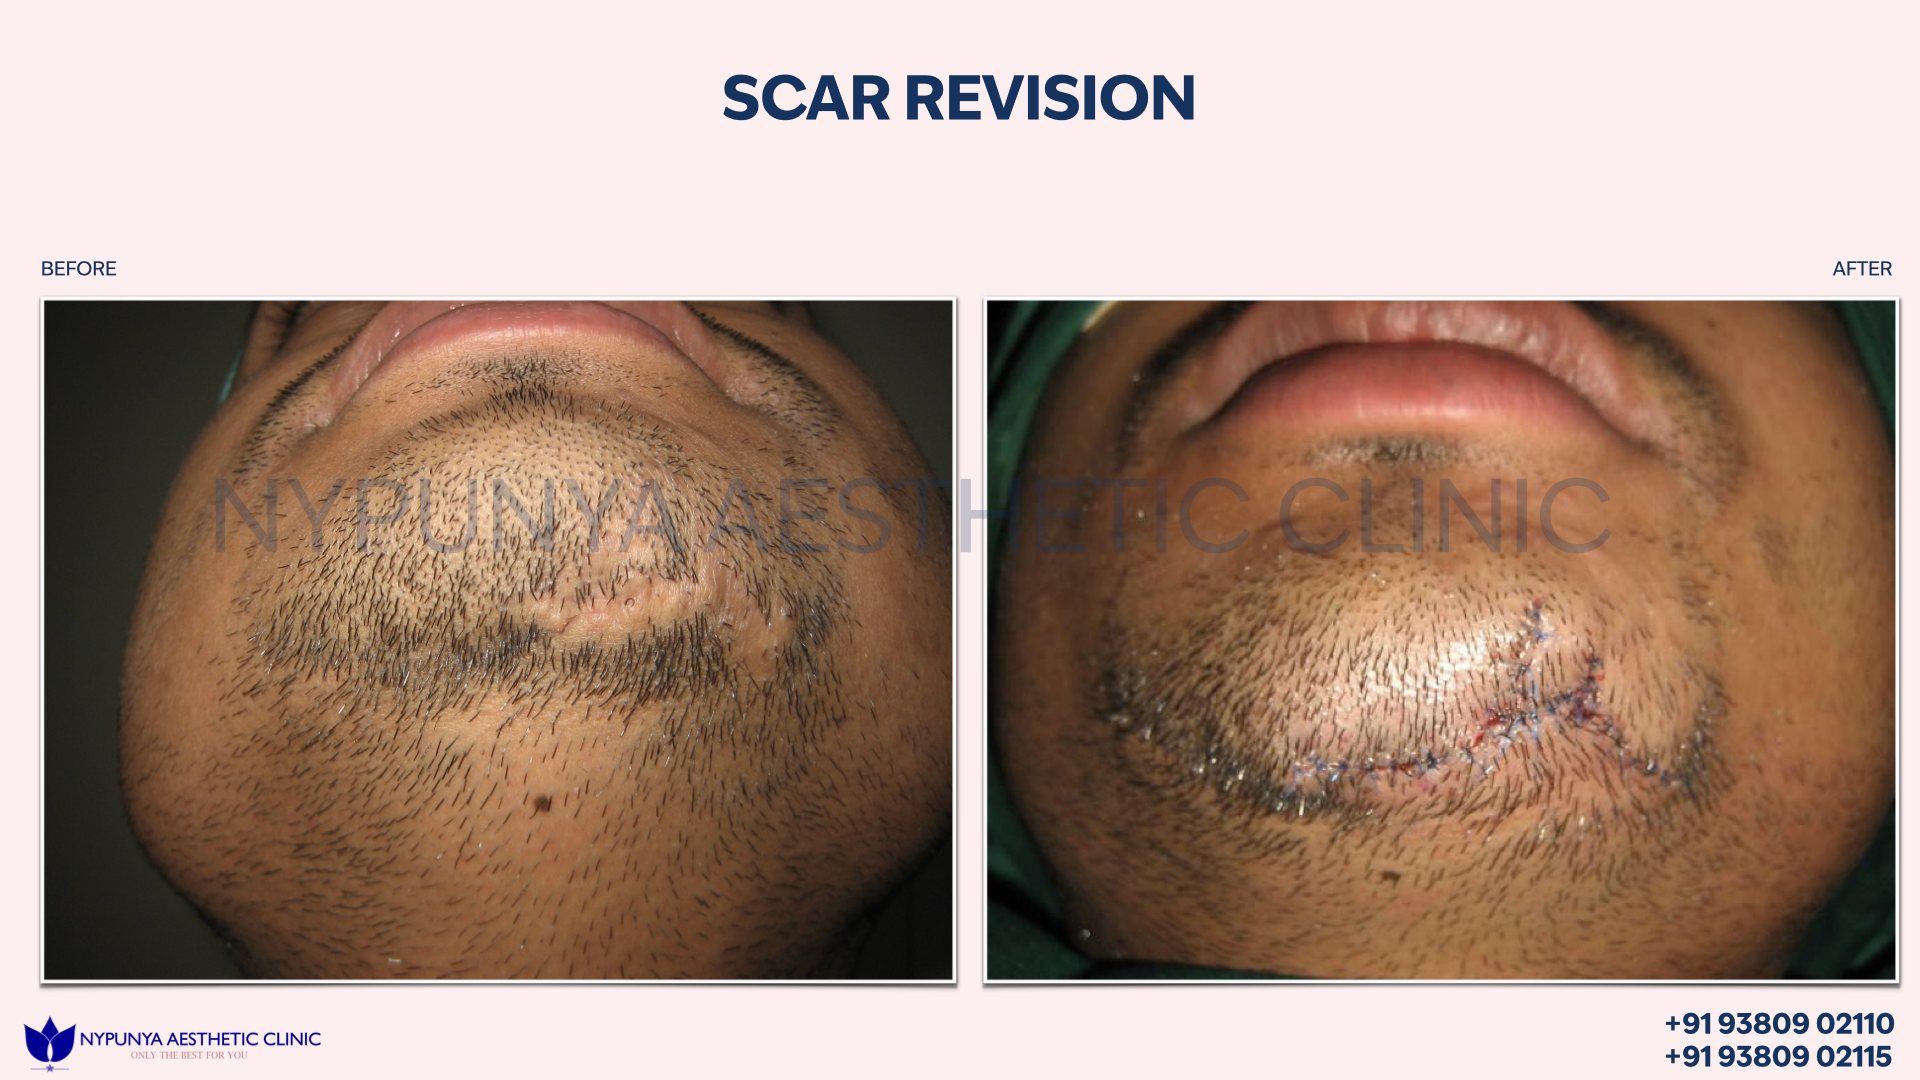 SCAR REVISION
BEFORE
AFTER
NYPUNYA AESTHETIC CLINIC
NYPUNYA AESTHETIC CLINIC
ONLY THE BEST FOR YOU
+91 93809 02110
+91 93809 02115